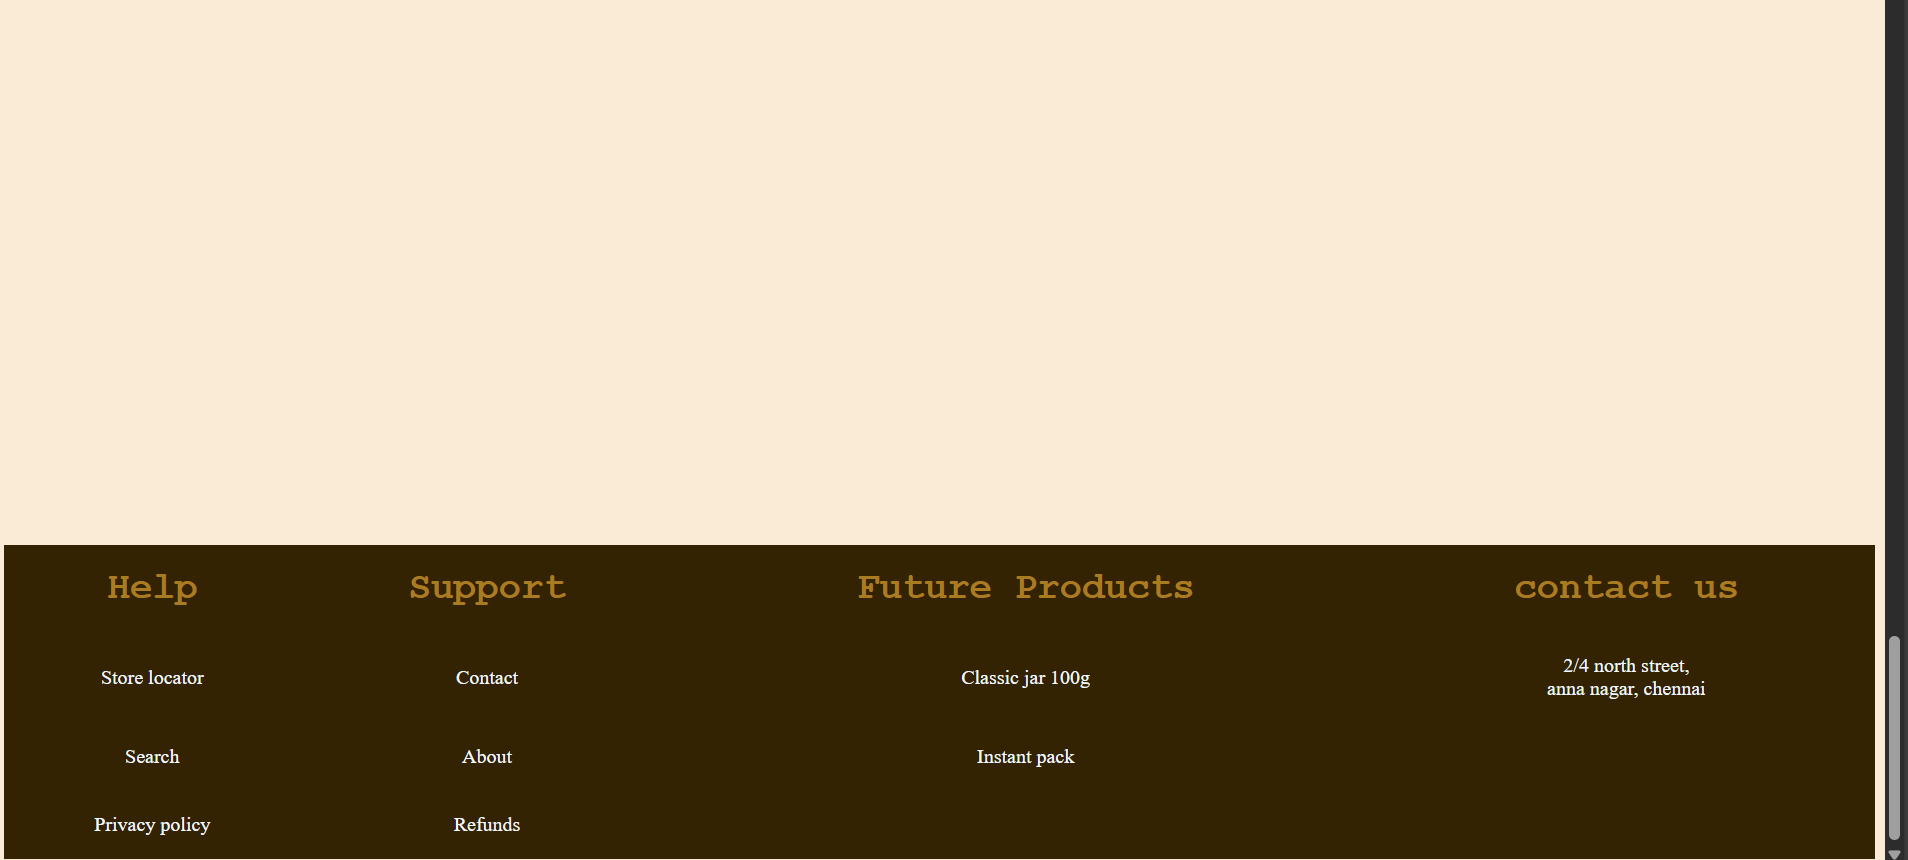 Help Support Future Products contact us
Store locator Contact Classic jar 100g 2/4 north street,
anna nagar, chennai
Search About Instant pack
Privacy policy Refunds